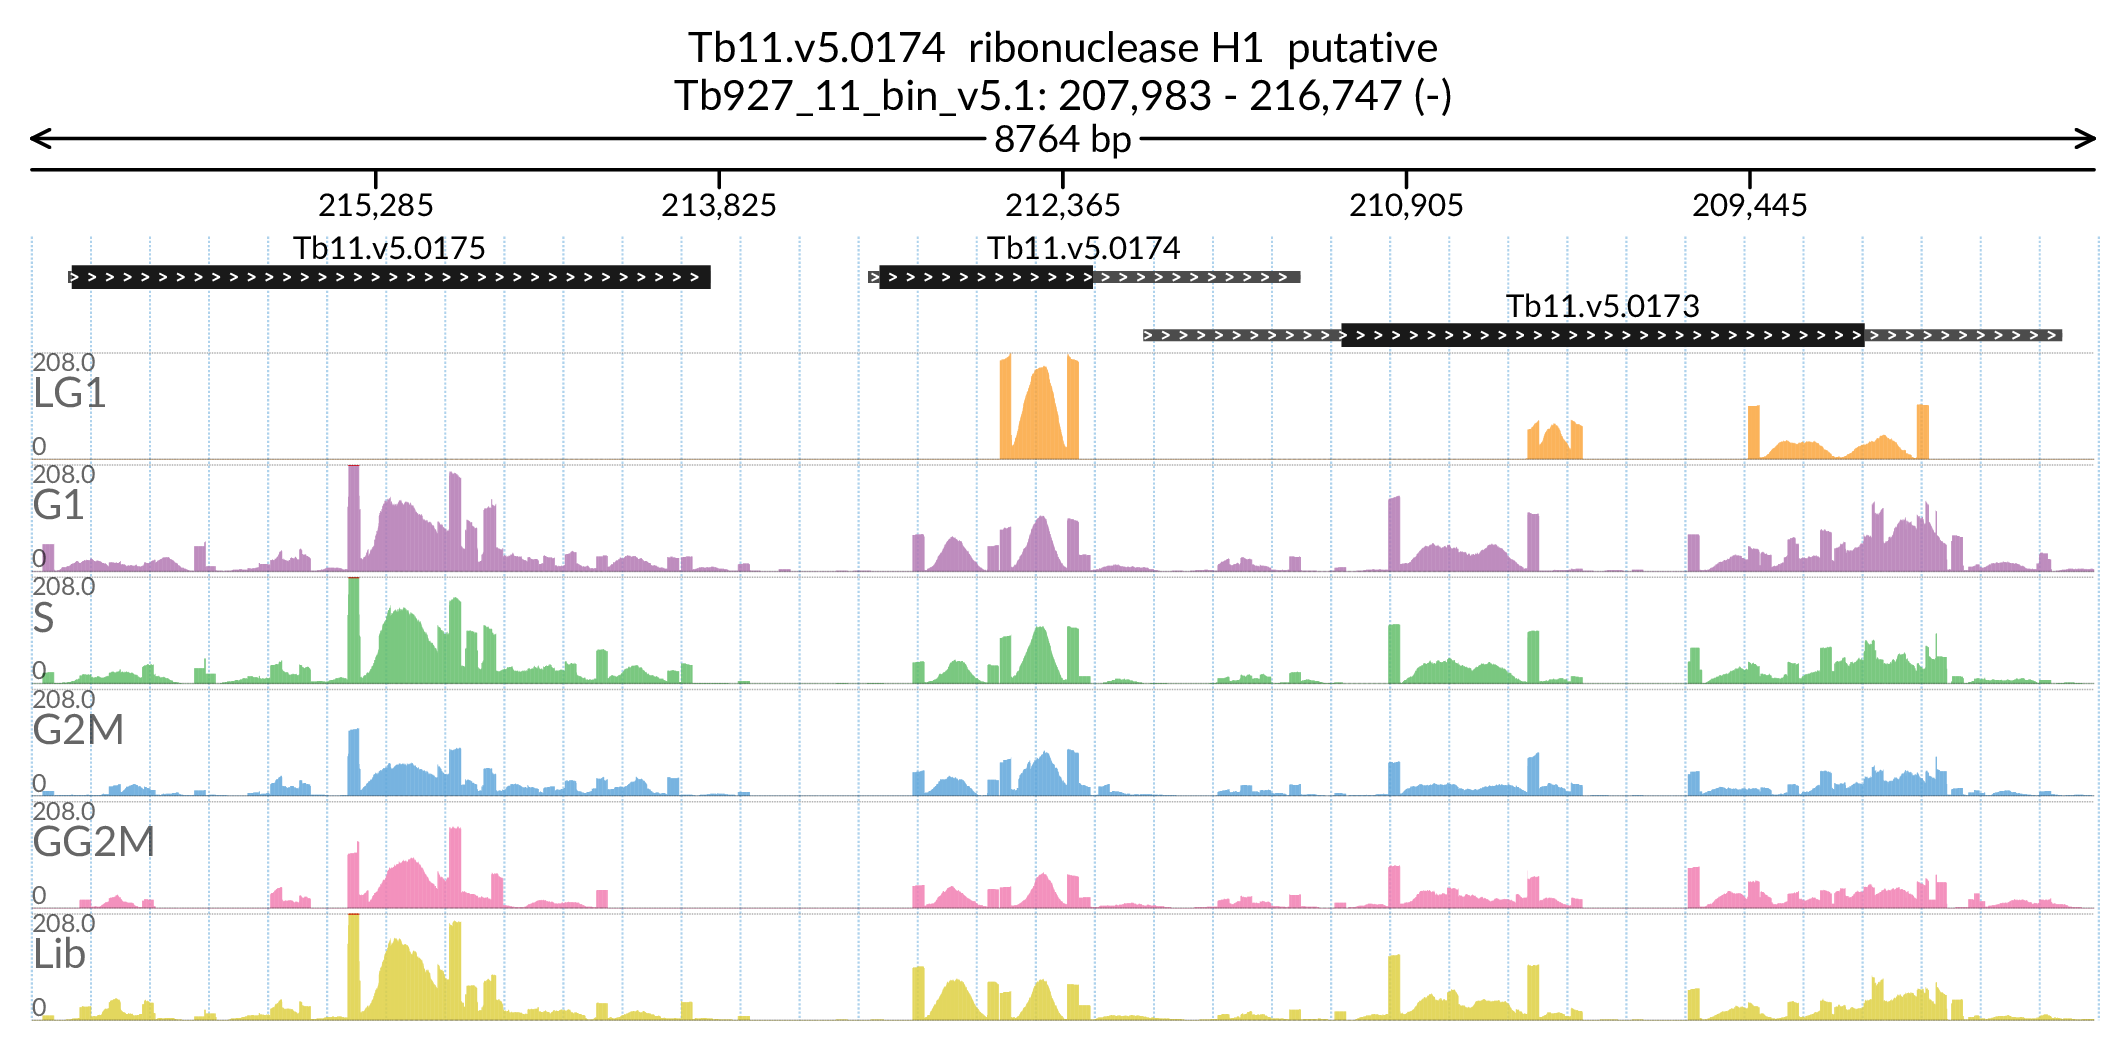 Tb11.v5.0174 ribonuclease H1 putative
Tb927_11_bin_v5.1: 207,983 - 216,747 (-)
8764 bp
215,285 213,825 212,365 210,905 209,445
Tb11.v5.0175 Tb11.v5.0174
Tb11.v5.0173
208.0
LG1
0
208.0
G1
0
208.0
S
0
208.0
G2M
0
208.0
GG2M
0
208.0
Lib
0